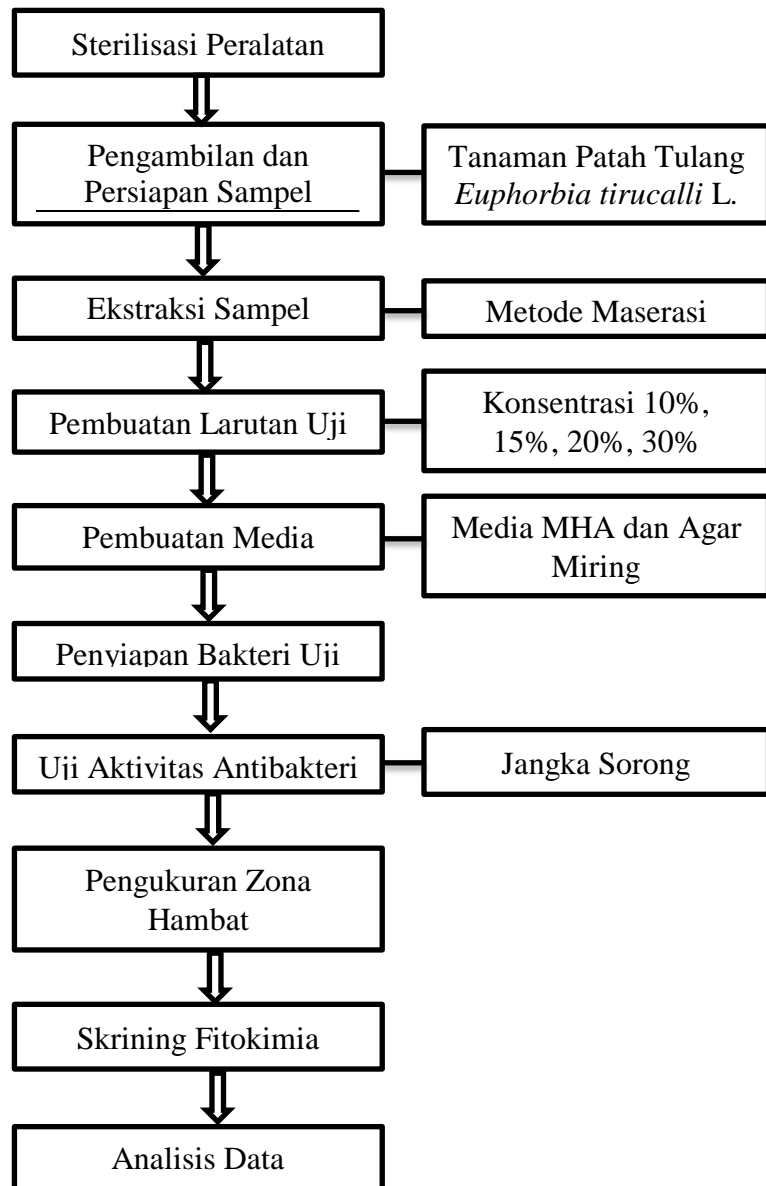 Sterilisasi Peralatan
Pengambilan dan
Persiapan Sampel
Tanaman Patah Tulang
Euphorbia tirucalli L.
Ekstraksi Sampel
Metode Maserasi
Pembuatan Larutan Uji
Konsentrasi 10%,
15%, 20%, 30%
Pembuatan Media
Media MHA dan Agar
Miring
Penyiapan Bakteri Uji
Uji Aktivitas Antibakteri
Jangka Sorong
Pengukuran Zona
Hambat
Skrining Fitokimia
Analisis Data